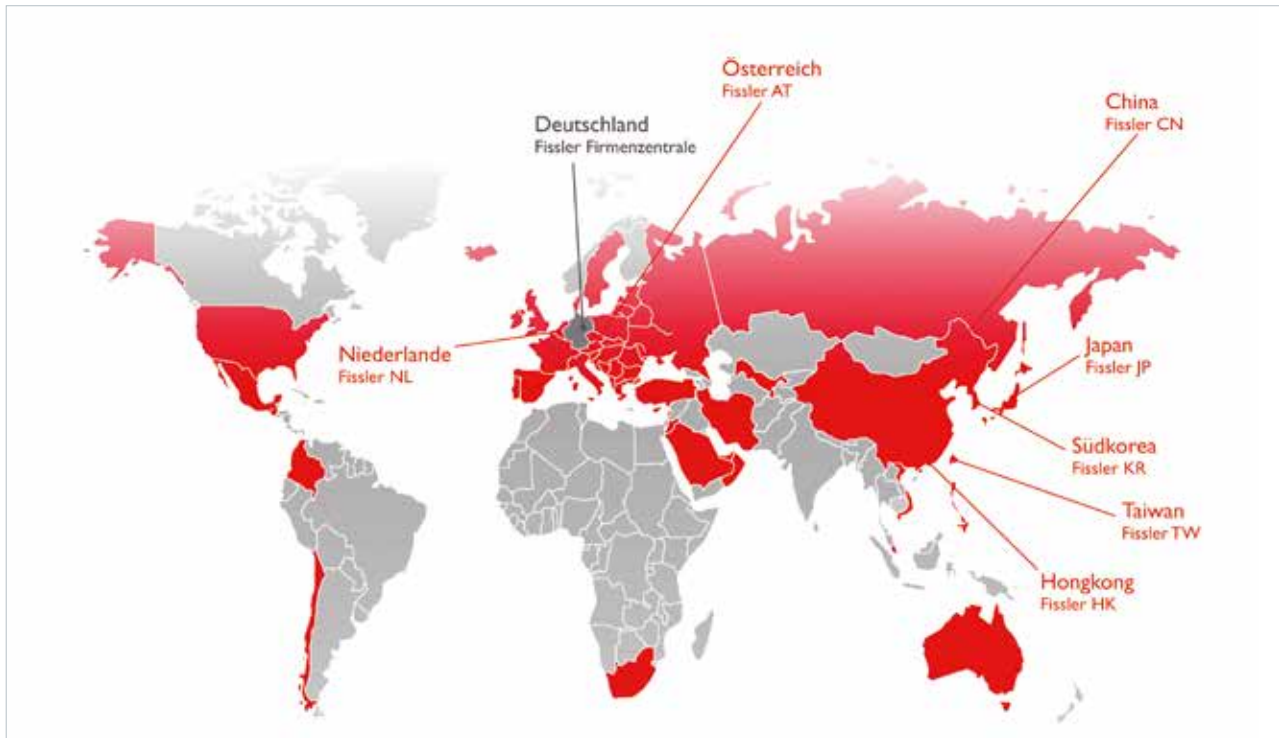 Österreich
Fissler AT
China
Fissler CN
Deutschland
Fissler Firmenzentrale
Niederlande
Fissler NL
Japan
Fissler JP
Südkorea
Fissler KR
Taiwan
Fissler TW
Hongkong
Fissler HK